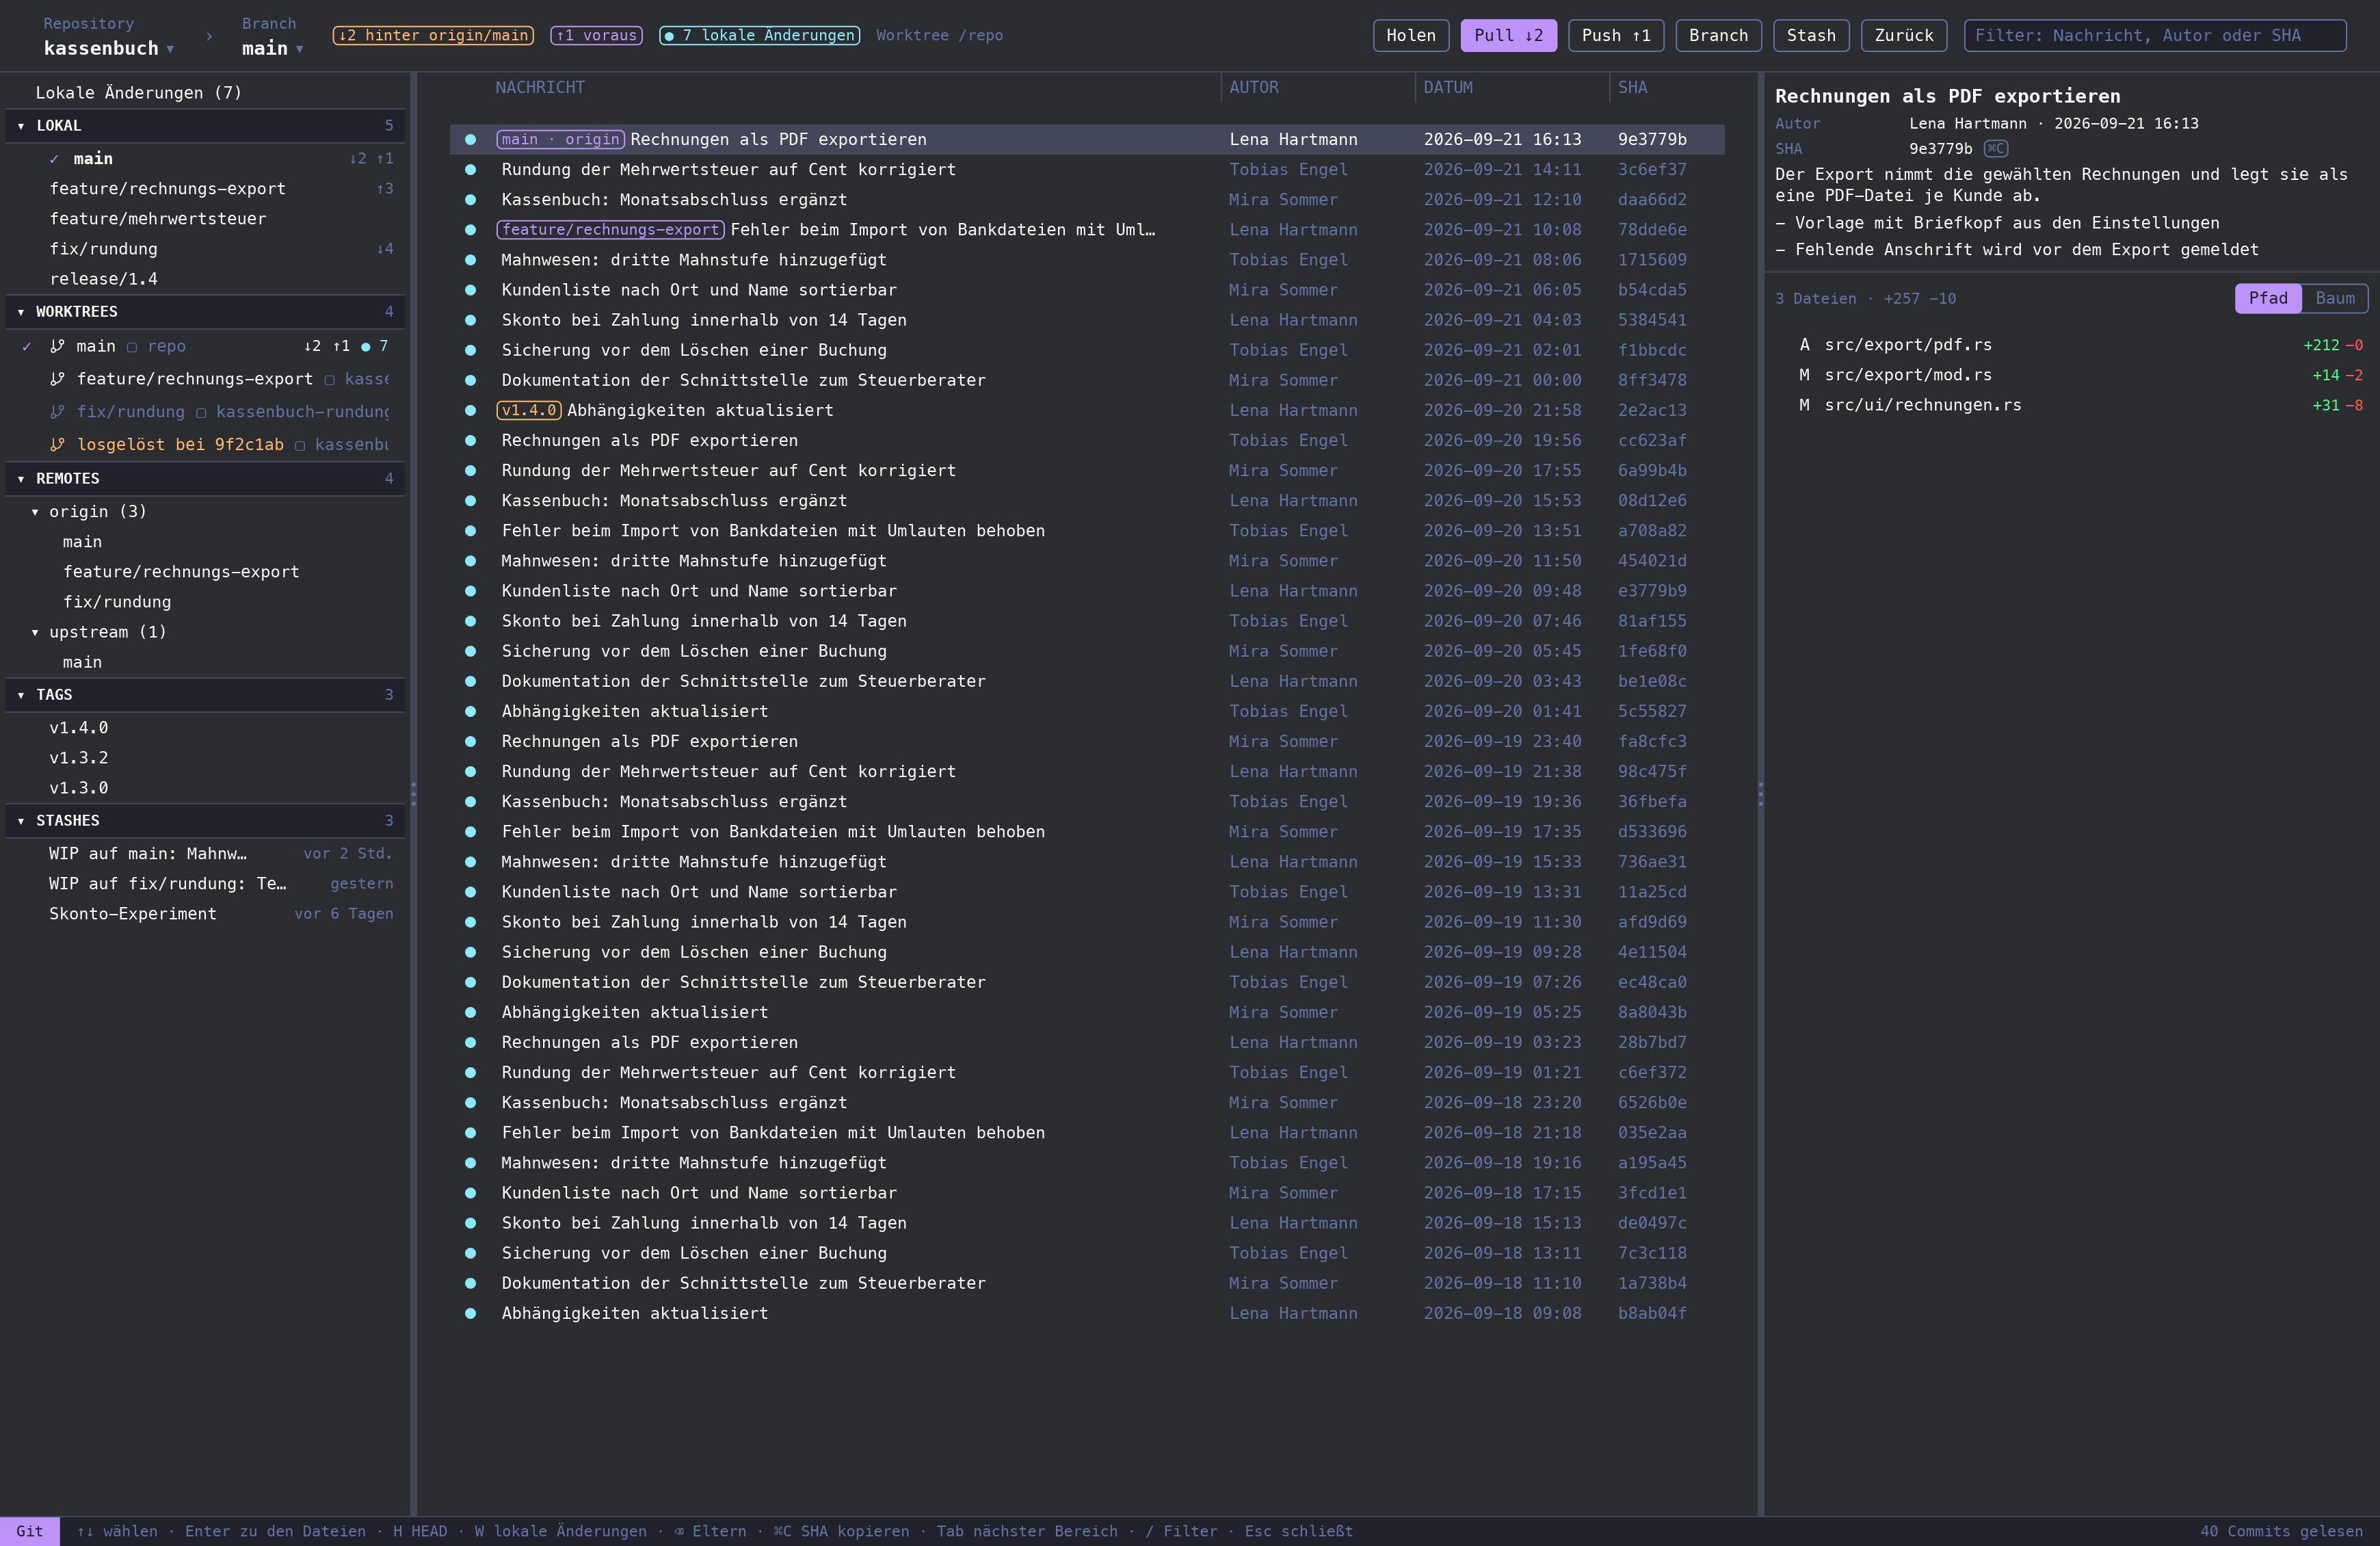 Repository
kassenbuch ▾
›
Branch
main ▾
↓2 hinter origin/main
↑1 voraus
● 7 lokale Änderungen
Worktree /repo
Holen
Pull ↓2
Push ↑1
Branch
Stash
Zurück
Filter: Nachricht, Autor oder SHA
Lokale Änderungen (7)
▾ LOKAL 5
✓ main ↓2 ↑1
feature/rechnungs-export ↑3
feature/mehrwertsteuer
fix/rundung ↓4
release/1.4
▾ WORKTREES 4
✓ main ▢ repo ↓2 ↑1 ● 7
feature/rechnungs-export ▢ kasse
fix/rundung ▢ kassenbuch-rundung
losgelöst bei 9f2c1ab ▢ kassenbu
▾ REMOTES 4
▾ origin (3)
main
feature/rechnungs-export
fix/rundung
▾ upstream (1)
main
▾ TAGS 3
v1.4.0
v1.3.2
v1.3.0
▾ STASHES 3
WIP auf main: Mahnw… vor 2 Std.
WIP auf fix/rundung: Te… gestern
Skonto-Experiment vor 6 Tagen
NACHRICHT AUTOR DATUM SHA
main · origin Rechnungen als PDF exportieren Lena Hartmann 2026-09-21 16:13 9e3779b
Rundung der Mehrwertsteuer auf Cent korrigiert Tobias Engel 2026-09-21 14:11 3c6ef37
Kassenbuch: Monatsabschluss ergänzt Mira Sommer 2026-09-21 12:10 daa66d2
feature/rechnungs-export Fehler beim Import von Bankdateien mit Uml… Lena Hartmann 2026-09-21 10:08 78dde6e
Mahnwesen: dritte Mahnstufe hinzugefügt Tobias Engel 2026-09-21 08:06 1715609
Kundenliste nach Ort und Name sortierbar Mira Sommer 2026-09-21 06:05 b54cda5
Skonto bei Zahlung innerhalb von 14 Tagen Lena Hartmann 2026-09-21 04:03 5384541
Sicherung vor dem Löschen einer Buchung Tobias Engel 2026-09-21 02:01 f1bbcdc
Dokumentation der Schnittstelle zum Steuerberater Mira Sommer 2026-09-21 00:00 8ff3478
v1.4.0 Abhängigkeiten aktualisiert Lena Hartmann 2026-09-20 21:58 2e2ac13
Rechnungen als PDF exportieren Tobias Engel 2026-09-20 19:56 cc623af
Rundung der Mehrwertsteuer auf Cent korrigiert Mira Sommer 2026-09-20 17:55 6a99b4b
Kassenbuch: Monatsabschluss ergänzt Lena Hartmann 2026-09-20 15:53 08d12e6
Fehler beim Import von Bankdateien mit Umlauten behoben Tobias Engel 2026-09-20 13:51 a708a82
Mahnwesen: dritte Mahnstufe hinzugefügt Mira Sommer 2026-09-20 11:50 454021d
Kundenliste nach Ort und Name sortierbar Lena Hartmann 2026-09-20 09:48 e3779b9
Skonto bei Zahlung innerhalb von 14 Tagen Tobias Engel 2026-09-20 07:46 81af155
Sicherung vor dem Löschen einer Buchung Mira Sommer 2026-09-20 05:45 1fe68f0
Dokumentation der Schnittstelle zum Steuerberater Lena Hartmann 2026-09-20 03:43 be1e08c
Abhängigkeiten aktualisiert Tobias Engel 2026-09-20 01:41 5c55827
Rechnungen als PDF exportieren Mira Sommer 2026-09-19 23:40 fa8cfc3
Rundung der Mehrwertsteuer auf Cent korrigiert Lena Hartmann 2026-09-19 21:38 98c475f
Kassenbuch: Monatsabschluss ergänzt Tobias Engel 2026-09-19 19:36 36fbefa
Fehler beim Import von Bankdateien mit Umlauten behoben Mira Sommer 2026-09-19 17:35 d533696
Mahnwesen: dritte Mahnstufe hinzugefügt Lena Hartmann 2026-09-19 15:33 736ae31
Kundenliste nach Ort und Name sortierbar Tobias Engel 2026-09-19 13:31 11a25cd
Skonto bei Zahlung innerhalb von 14 Tagen Mira Sommer 2026-09-19 11:30 afd9d69
Sicherung vor dem Löschen einer Buchung Lena Hartmann 2026-09-19 09:28 4e11504
Dokumentation der Schnittstelle zum Steuerberater Tobias Engel 2026-09-19 07:26 ec48ca0
Abhängigkeiten aktualisiert Mira Sommer 2026-09-19 05:25 8a8043b
Rechnungen als PDF exportieren Lena Hartmann 2026-09-19 03:23 28b7bd7
Rundung der Mehrwertsteuer auf Cent korrigiert Tobias Engel 2026-09-19 01:21 c6ef372
Kassenbuch: Monatsabschluss ergänzt Mira Sommer 2026-09-18 23:20 6526b0e
Fehler beim Import von Bankdateien mit Umlauten behoben Lena Hartmann 2026-09-18 21:18 035e2aa
Mahnwesen: dritte Mahnstufe hinzugefügt Tobias Engel 2026-09-18 19:16 a195a45
Kundenliste nach Ort und Name sortierbar Mira Sommer 2026-09-18 17:15 3fcd1e1
Skonto bei Zahlung innerhalb von 14 Tagen Lena Hartmann 2026-09-18 15:13 de0497c
Sicherung vor dem Löschen einer Buchung Tobias Engel 2026-09-18 13:11 7c3c118
Dokumentation der Schnittstelle zum Steuerberater Mira Sommer 2026-09-18 11:10 1a738b4
Abhängigkeiten aktualisiert Lena Hartmann 2026-09-18 09:08 b8ab04f
Rechnungen als PDF exportieren
Autor Lena Hartmann · 2026-09-21 16:13
SHA 9e3779b ⌘C
Der Export nimmt die gewählten Rechnungen und legt sie als
eine PDF-Datei je Kunde ab.
- Vorlage mit Briefkopf aus den Einstellungen
- Fehlende Anschrift wird vor dem Export gemeldet
3 Dateien · +257 −10
Pfad Baum
A src/export/pdf.rs +212 −0
M src/export/mod.rs +14 −2
M src/ui/rechnungen.rs +31 −8
Git ↑↓ wählen · Enter zu den Dateien · H HEAD · W lokale Änderungen · ⌫ Eltern · ⌘C SHA kopieren · Tab nächster Bereich · / Filter · Esc schließt
40 Commits gelesen